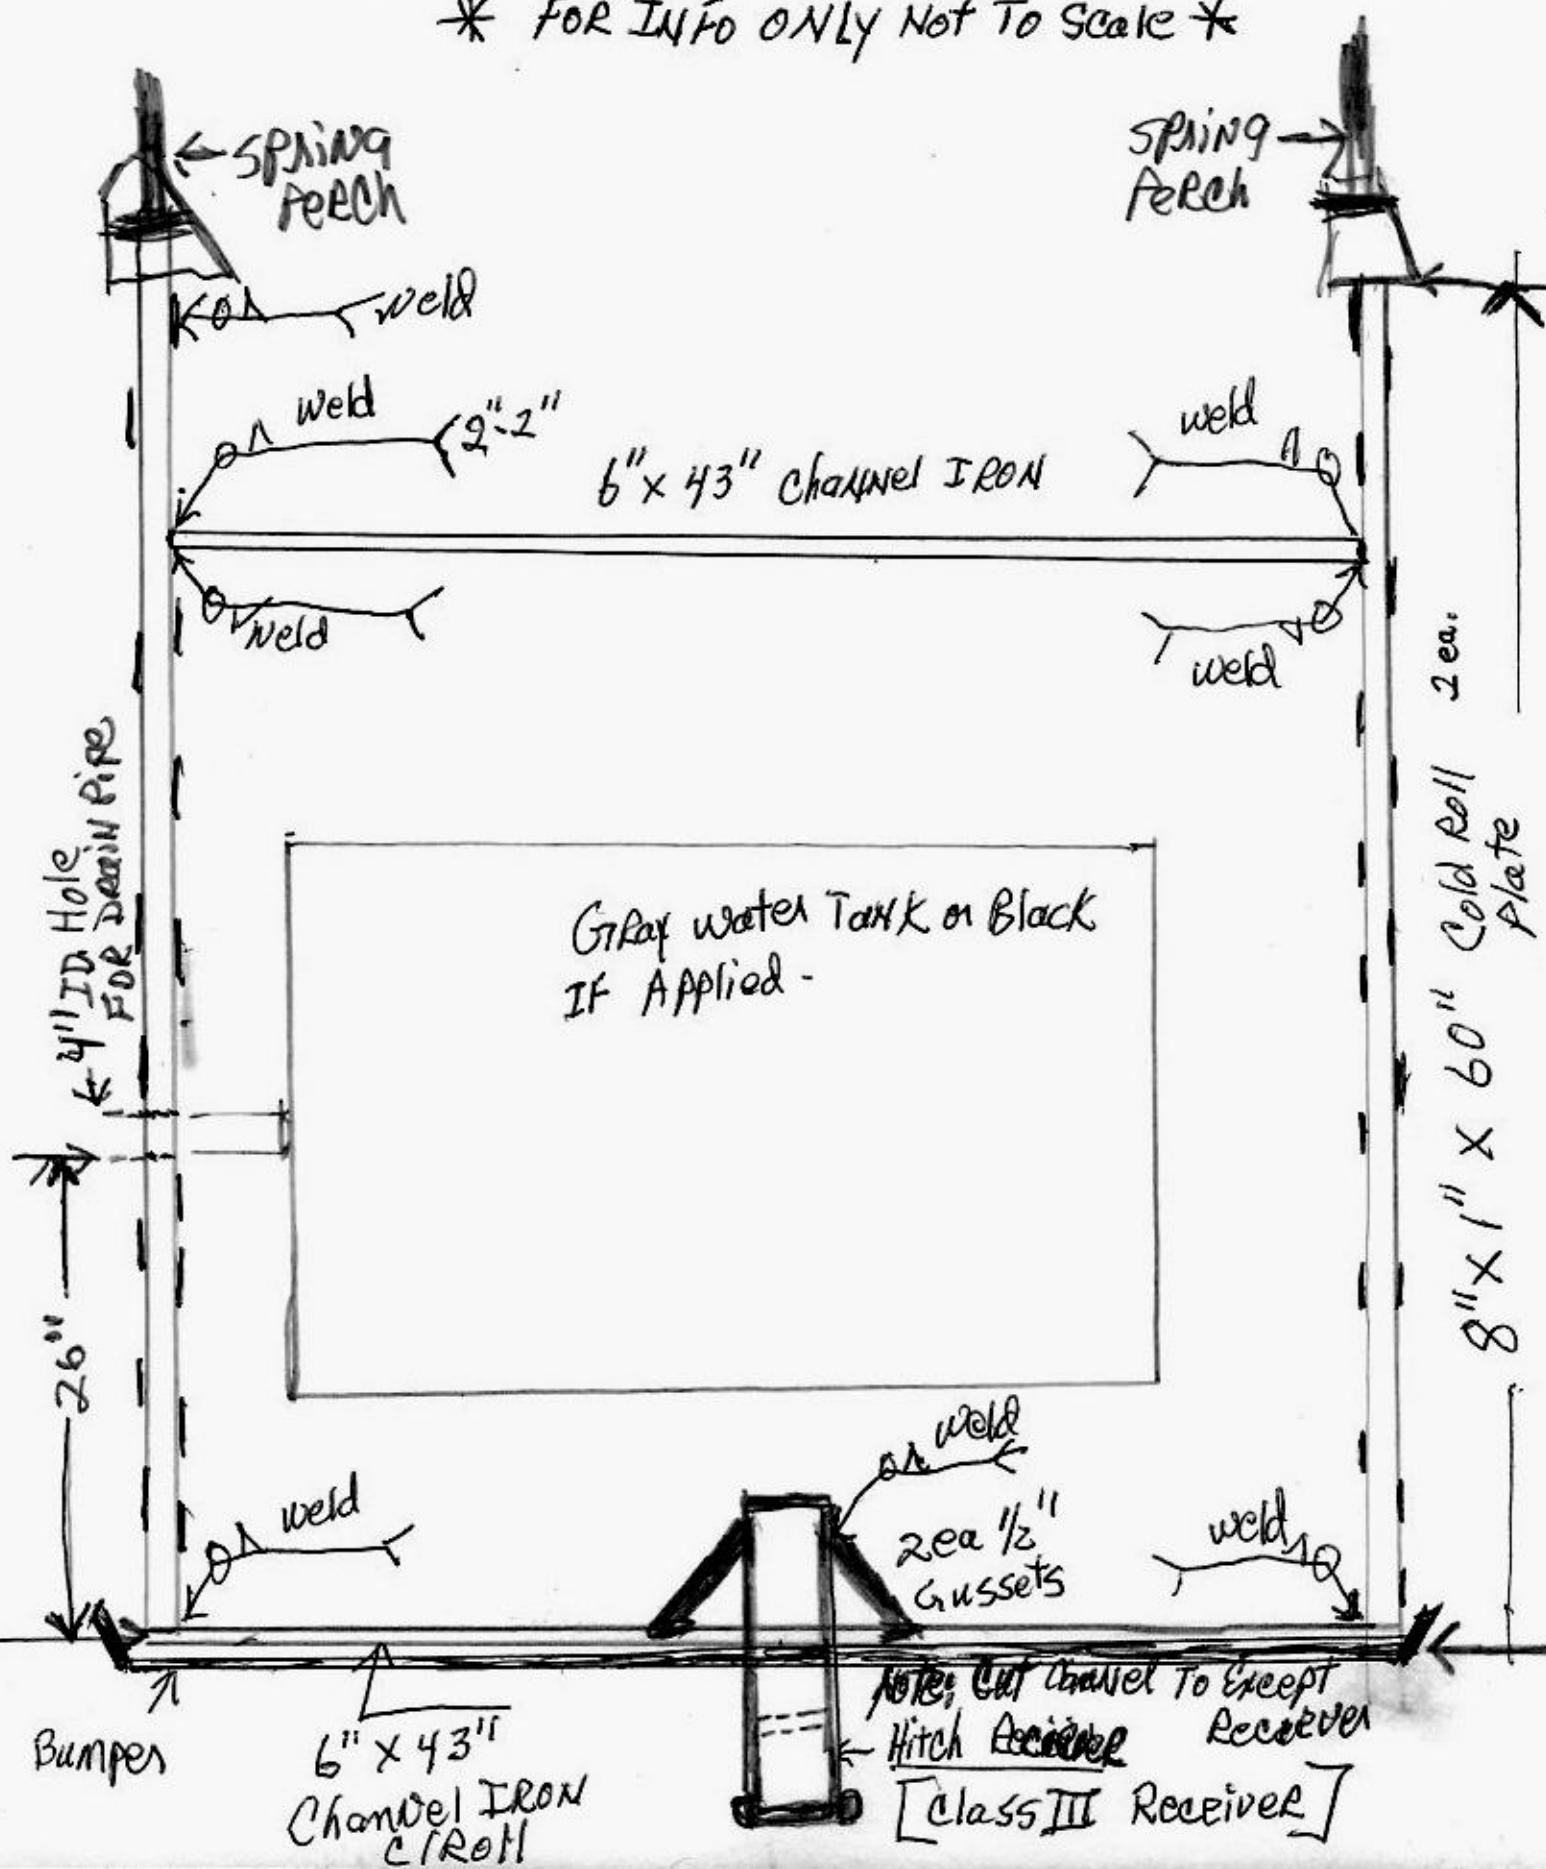 * FOR INFO ONLY Not To Scale *
Spring
Perch
Spring
Perch
weld
weld
2"-2"
6" x 43" Channel IRON
weld
weld
weld
4" ID Hole
FOR Drain Pipe
2 ea.
8" X 1" X 60" Cold Roll
Plate
Gray water Tank or Black
IF Applied -
26"
weld
weld
2ea 1/2"
Gussets
weld
Bumper
6" X 43"
Channel IRON
C/Roll
Note: Cut Channel To Except
Receiver
Hitch
[Class III Receiver]